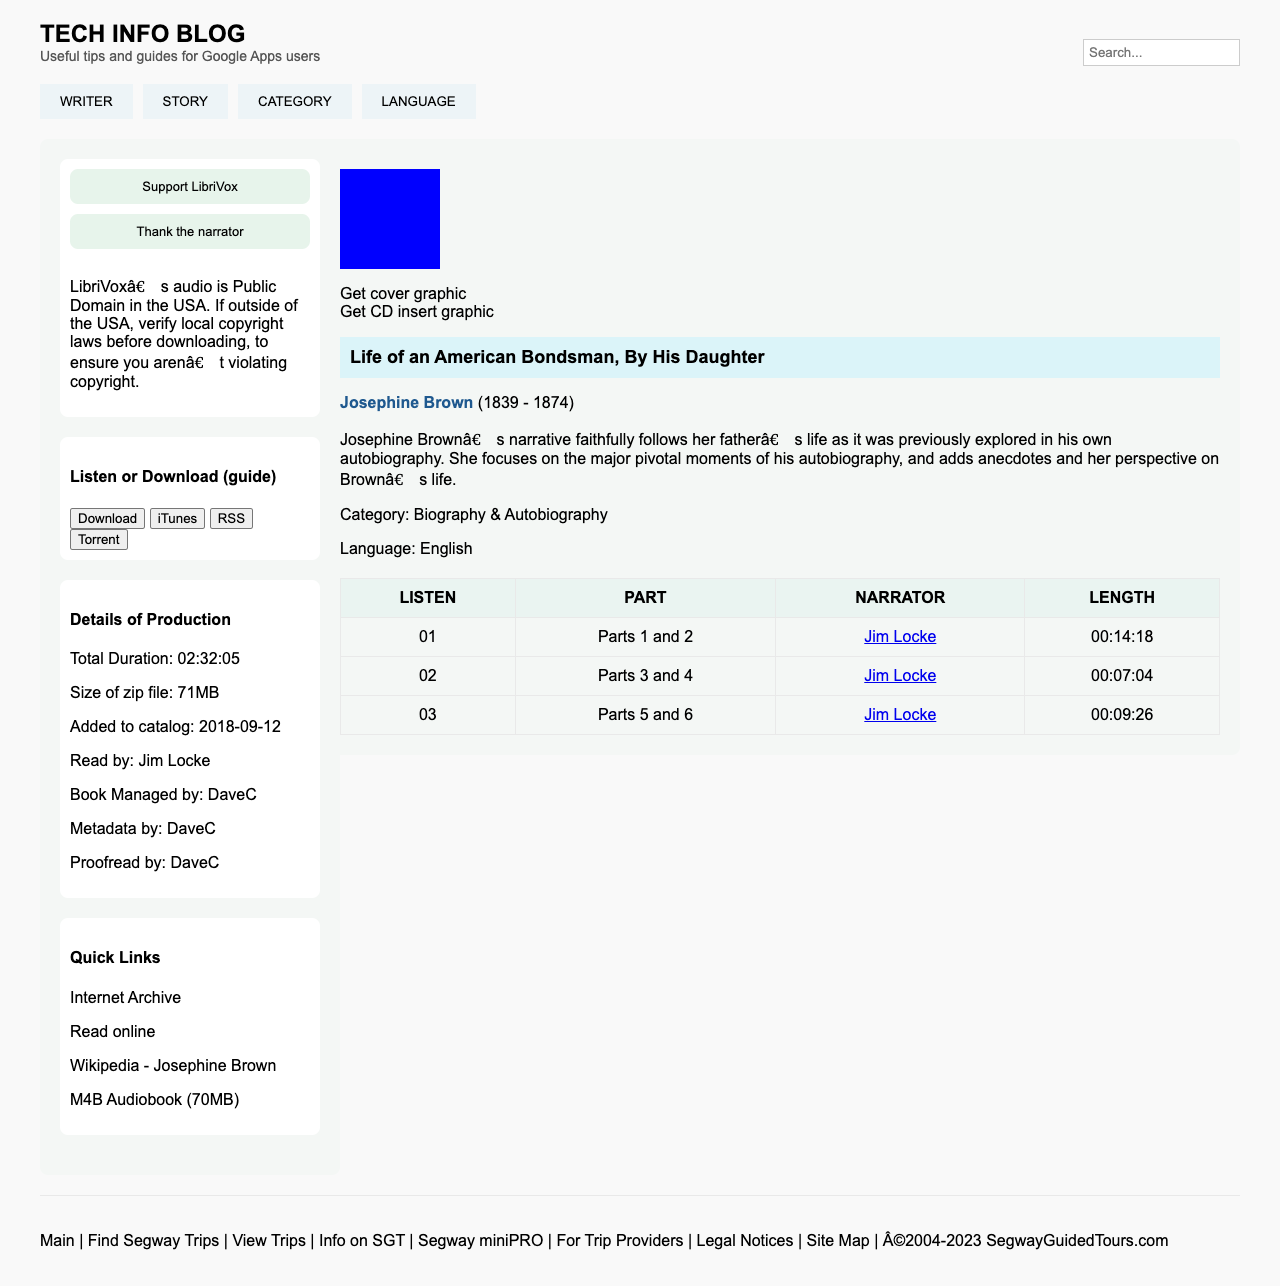 TECH INFO BLOG
Useful tips and guides for Google Apps users
Search...
WRITER STORY CATEGORY LANGUAGE
Support LibriVox
Thank the narrator
LibriVoxâ€ s audio is Public
Domain in the USA. If outside of
the USA, verify local copyright
laws before downloading, to
ensure you arenâ€ t violating
copyright.
Listen or Download (guide)
Download iTunes RSS
Torrent
Details of Production
Total Duration: 02:32:05
Size of zip file: 71MB
Added to catalog: 2018-09-12
Read by: Jim Locke
Book Managed by: DaveC
Metadata by: DaveC
Proofread by: DaveC
Quick Links
Internet Archive
Read online
Wikipedia - Josephine Brown
M4B Audiobook (70MB)
Get cover graphic
Get CD insert graphic
Life of an American Bondsman, By His Daughter
Josephine Brown (1839 - 1874)
Josephine Brownâ€ s narrative faithfully follows her fatherâ€ s life as it was previously explored in his own
autobiography. She focuses on the major pivotal moments of his autobiography, and adds anecdotes and her perspective on
Brownâ€ s life.
Category: Biography & Autobiography
Language: English
LISTEN PART NARRATOR LENGTH
01 Parts 1 and 2 Jim Locke 00:14:18
02 Parts 3 and 4 Jim Locke 00:07:04
03 Parts 5 and 6 Jim Locke 00:09:26
Main | Find Segway Trips | View Trips | Info on SGT | Segway miniPRO | For Trip Providers | Legal Notices | Site Map | Â©2004-2023 SegwayGuidedTours.com